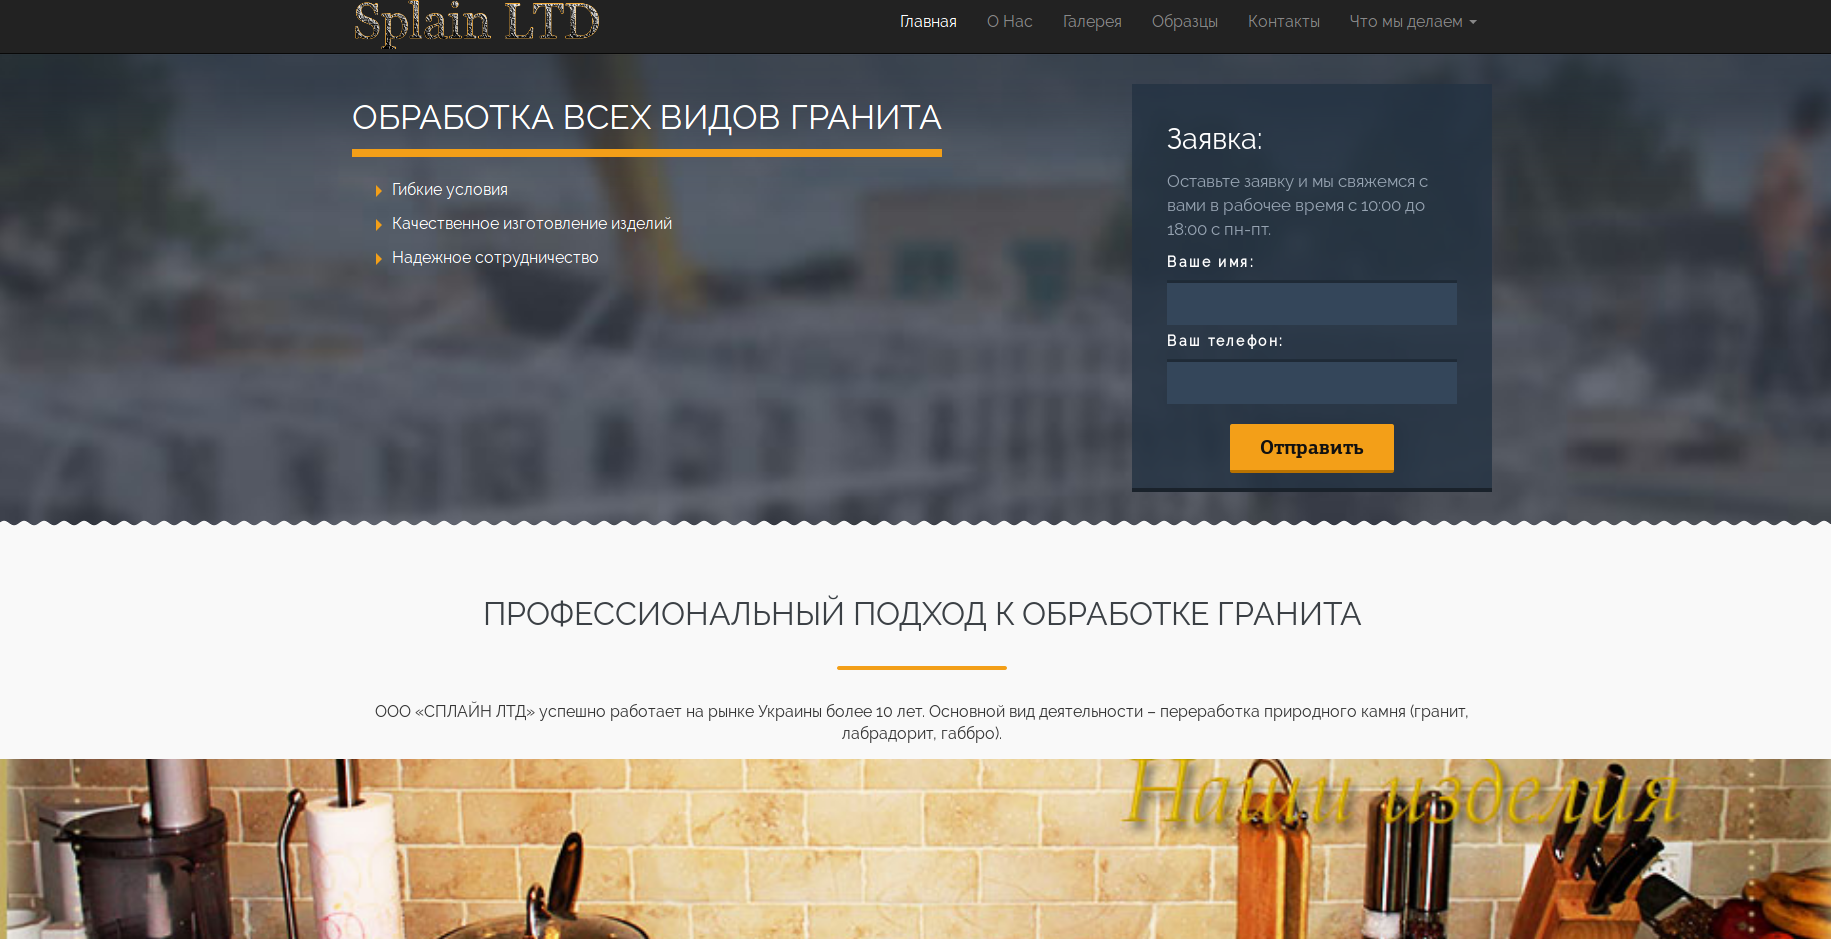 Splain LTD
Главная О Нас Галерея Образцы Контакты Что мы делаем
ОБРАБОТКА ВСЕХ ВИДОВ ГРАНИТА
Гибкие условия
Качественное изготовление изделий
Надежное сотрудничество
Заявка:
Оставьте заявку и мы свяжемся с
вами в рабочее время с 10:00 до
18:00 с пн-пт.
Ваше имя:
Ваш телефон:
Отправить
ПРОФЕССИОНАЛЬНЫЙ ПОДХОД К ОБРАБОТКЕ ГРАНИТА
ООО «СПЛАЙН ЛТД» успешно работает на рынке Украины более 10 лет. Основной вид деятельности – переработка природного камня (гранит,
лабрадорит, габбро).
Наши изделия